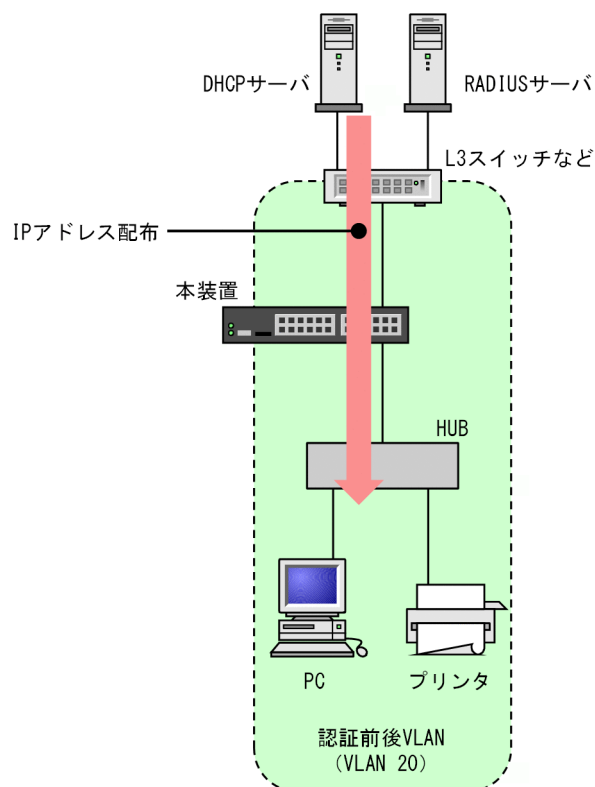 DHCPサーバ
RADIUSサーバ
L3スイッチなど
IPアドレス配布
本装置
HUB
PC
プリンタ
認証前後VLAN
（VLAN 20）